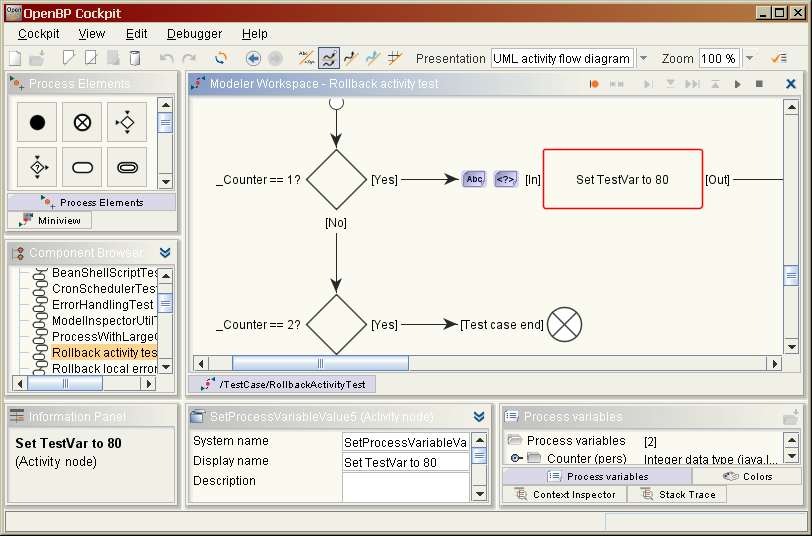 OpenBP Cockpit
Cockpit View Edit Debugger Help
Presentation UML activity flow diagram Zoom 100 %
Process Elements
Process Elements
Miniview
Component Browser
BeanShellScriptTes
CronSchedulerTest
ErrorHandlingTest
ModelInspectorUtilT
ProcessWithLarge
Rollback activity tes
Rollback local error
Modeler Workspace - Rollback activity test
_Counter == 1? [Yes] Abc <?> [In] Set TestVar to 80 [Out]
[No]
_Counter == 2? [Yes] [Test case end]
/TestCase/RollbackActivityTest
Information Panel
Set TestVar to 80
(Activity node)
SetProcessVariableValue5 (Activity node)
System name SetProcessVariableVa
Display name Set TestVar to 80
Description
Process variables
Process variables [2]
Counter (pers) Integer data type (java.l...
Process variables Colors
Context Inspector Stack Trace